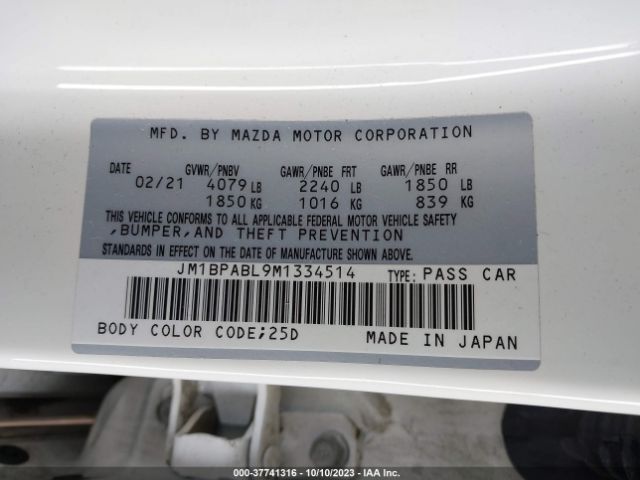 MFD. BY MAZDA MOTOR CORPORATION
DATE GVWR/PNBV GAWR/PNBE FRT GAWR/PNBE RR
02/21 4079 LB 2240 LB 1850 LB
1850 KG 1016 KG 839 KG
THIS VEHICLE CONFORMS TO ALL APPLICABLE FEDERAL MOTOR VEHICLE SAFETY
,BUMPER,AND THEFT PREVENTION
STANDARDS IN EFFECT ON THE DATE OF MANUFACTURE SHOWN ABOVE.
JM1BPABL9M1334514 TYPE: PASS CAR
BODY COLOR CODE;25D MADE IN JAPAN
000-37741316 - 10/10/2023 - IAA Inc.